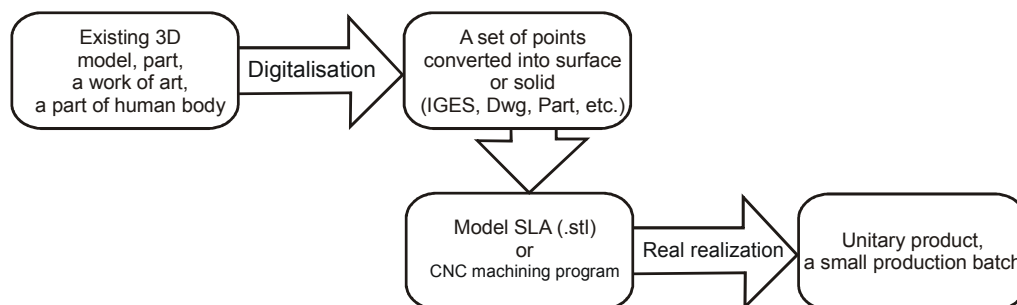 Existing 3D
model, part,
a work of art,
a part of human body
Digitalisation
A set of points
converted into surface
or solid
(IGES, Dwg, Part, etc.)
Model SLA (.stl)
or
CNC machining program
Real realization
Unitary product,
a small production batch